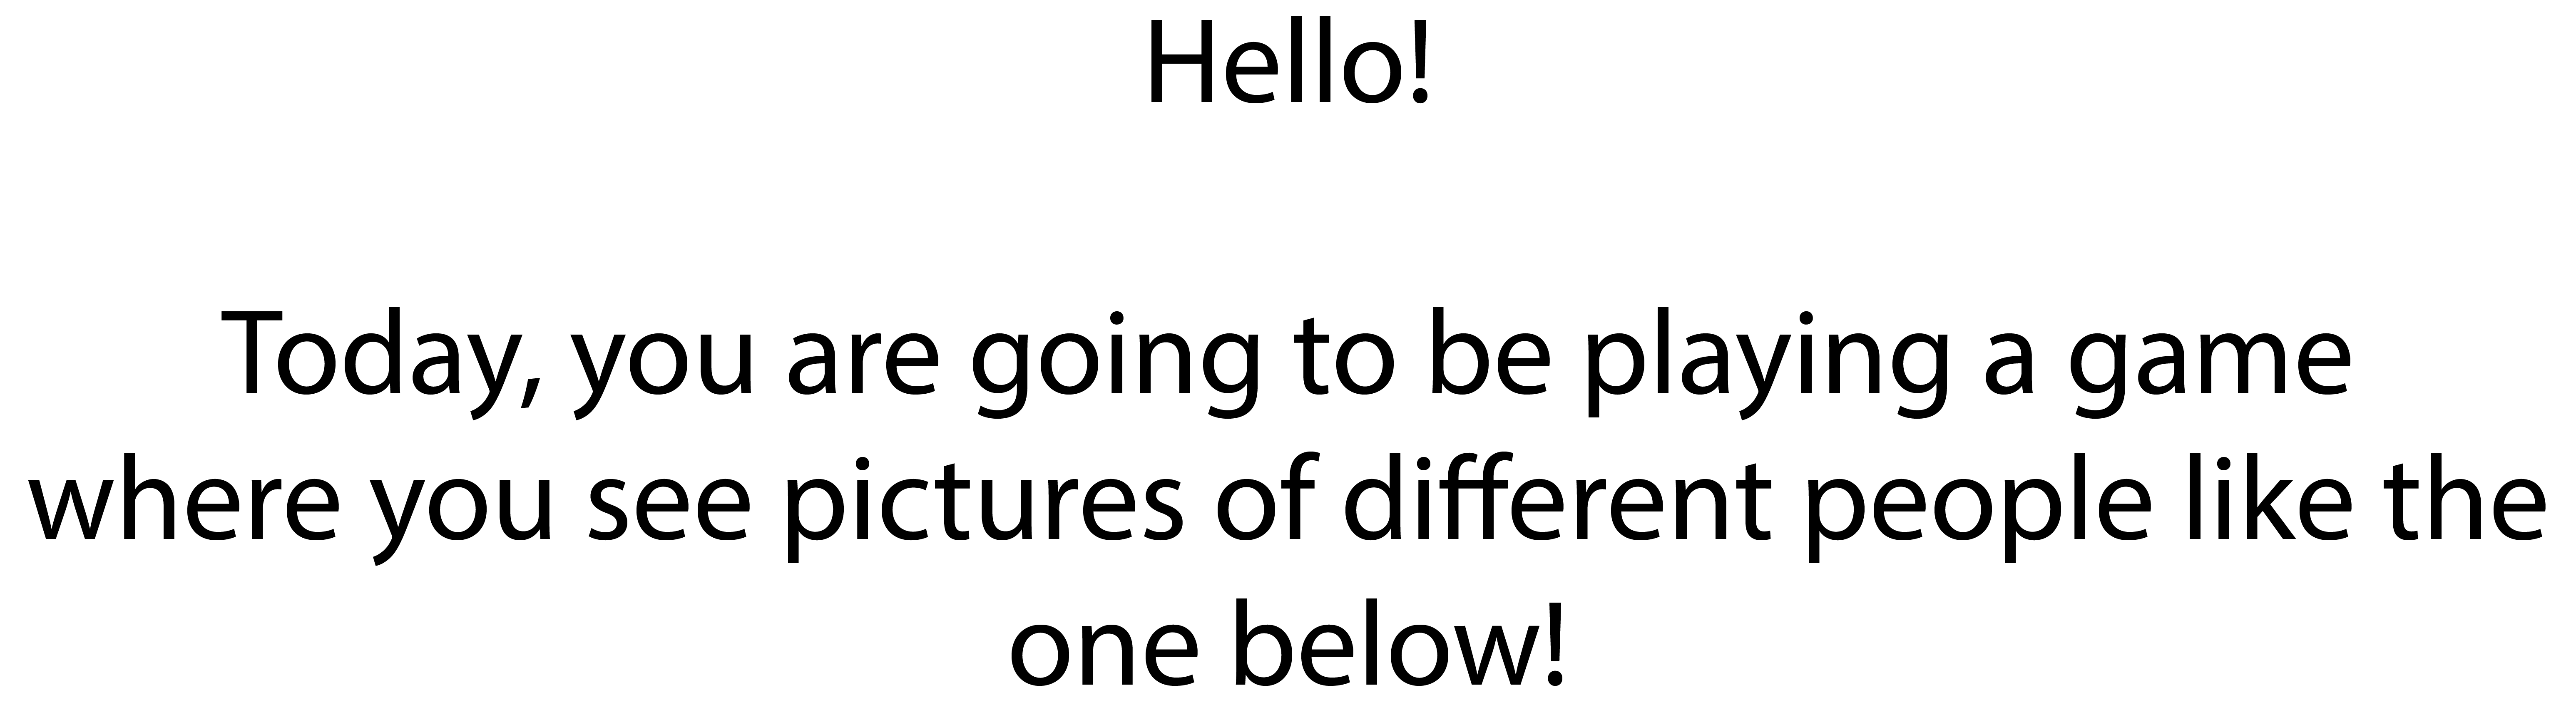 Hello!
Today, you are going to be playing a game
where you see pictures of different people like the
one below!